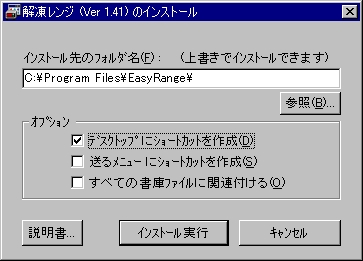 解凍レンジ (Ver 1.41) のインストール
インストール先のフォルダ名(F)： （上書きでインストールできます）
C:¥Program Files¥EasyRange¥
参照(B)...
オプション
デスクトップにショートカットを作成(D)
送るメニューにショートカットを作成(S)
すべての書庫ファイルに関連付ける(O)
説明書...
インストール実行
キャンセル